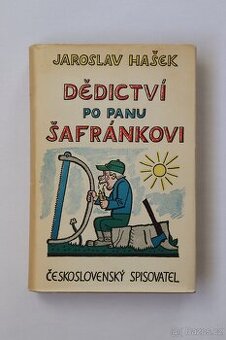 JAROSLAV HAŠEK
DĚDICTVÍ
PO PANU
ŠAFRÁNKOVI
ČESKOSLOVENSKÝ SPISOVATEL